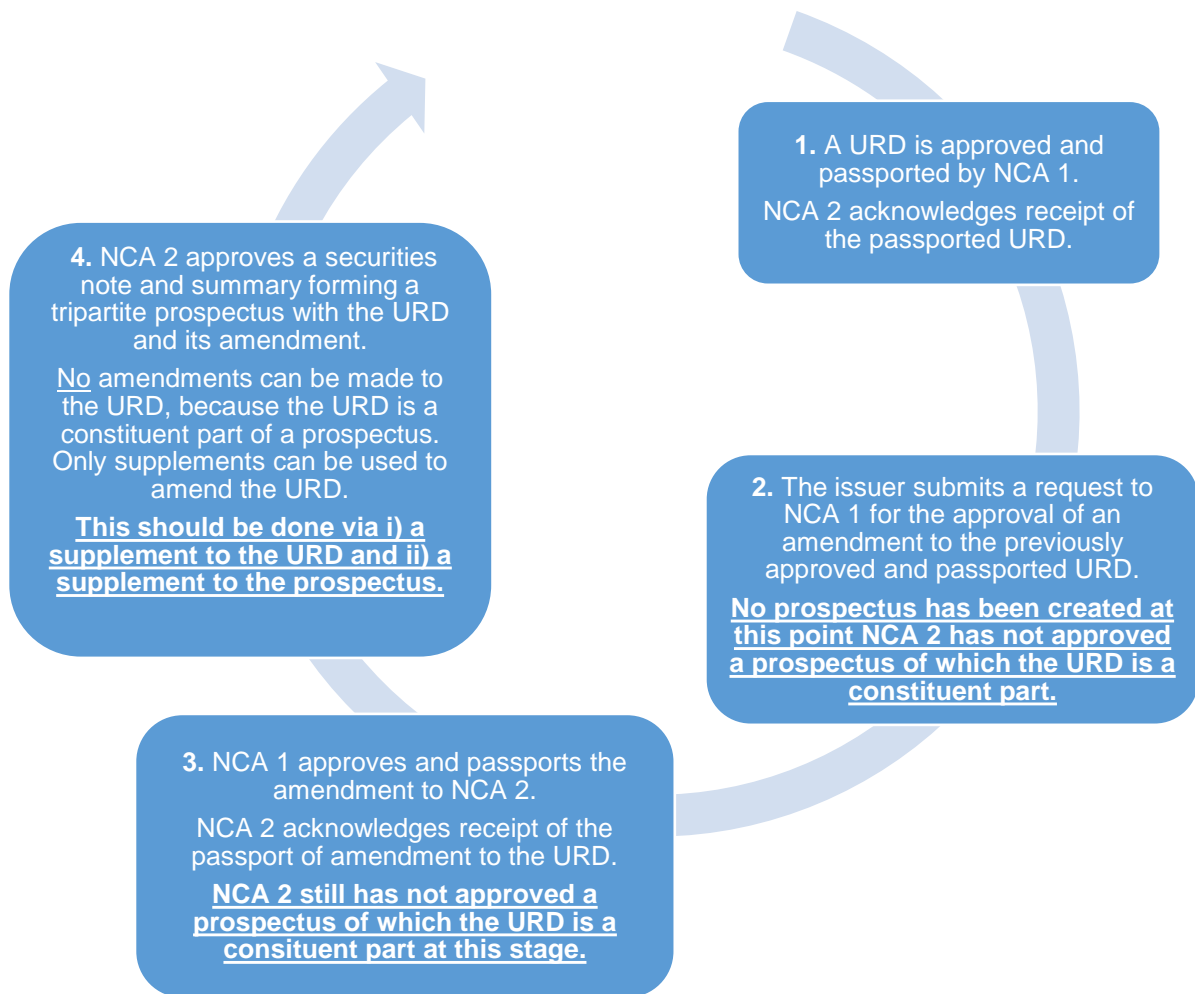 1. A URD is approved and
passported by NCA 1.
NCA 2 acknowledges receipt of
the passported URD.
2. The issuer submits a request to
NCA 1 for the approval of an
amendment to the previously
approved and passported URD.
No prospectus has been created at
this point NCA 2 has not approved
a prospectus of which the URD is a
constituent part.
3. NCA 1 approves and passports the
amendment to NCA 2.
NCA 2 acknowledges receipt of the
passport of amendment to the URD.
NCA 2 still has not approved a
prospectus of which the URD is a
consituent part at this stage.
4. NCA 2 approves a securities
note and summary forming a
tripartite prospectus with the URD
and its amendment.
No amendments can be made to
the URD, because the URD is a
constituent part of a prospectus.
Only supplements can be used to
amend the URD.
This should be done via i) a
supplement to the URD and ii) a
supplement to the prospectus.